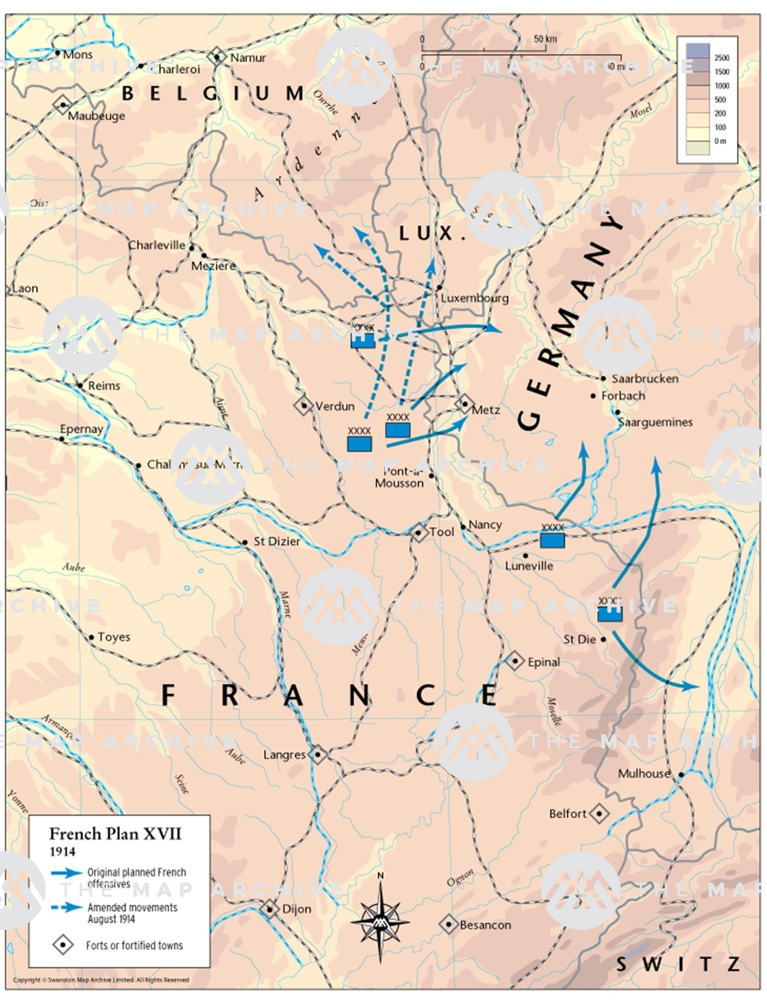 Mons
Charleroi
Namur
BELGIUM
Maubeuge
Ourthe
Ardenne
0 50 km
0
2500
1500
1000
500
200
100
0 m
Mosel
THE MAP ARCHIVE
Charleville
Meziere
LUX.
GERMANY
Laon
Luxembourg
XXXX
Reims
Saarbrucken
Forbach
Saarguemines
Verdun
Metz
Aisne
Epernay
XXXX
XXXX
Pont-a-
Mousson
Tool
Nancy
XXXX
St Dizier
Luneville
Aube
Marne
XXXX
Toyes
St Die
Epinal
FRANCE
Moselle
Langres
Aube
Seine
Yonne
Mulhouse
Belfort
French Plan XVII
1914
Original planned French
offensives
Amended movements
August 1914
Forts or fortified towns
N
Ognon
Dijon
Besancon
SWITZ
Copyright © Swanston Map Archive Limited. All Rights Reserved